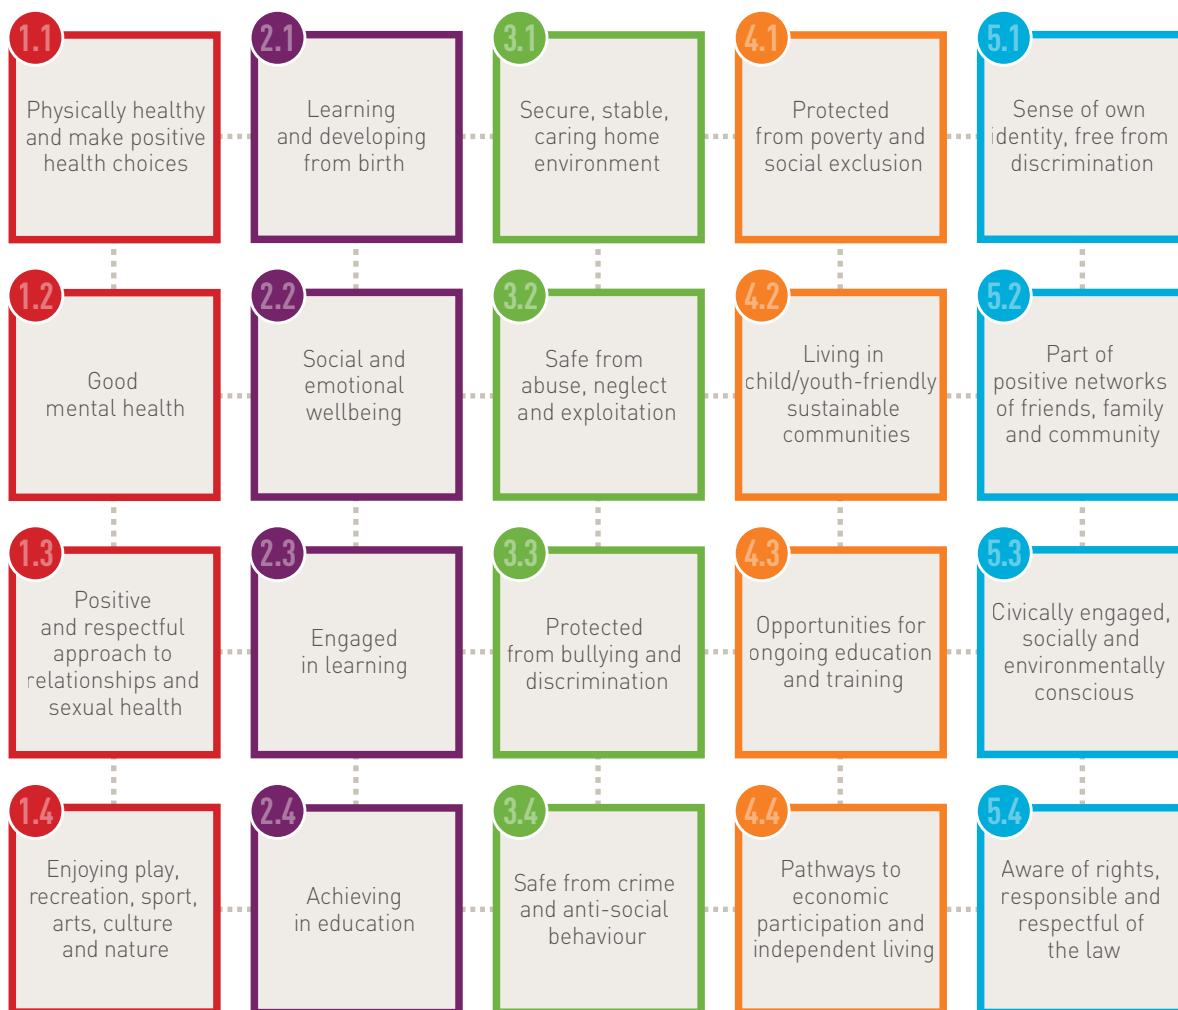 1.1
Physically healthy
and make positive
health choices
2.1
Learning
and developing
from birth
3.1
Secure, stable,
caring home
environment
4.1
Protected
from poverty and
social exclusion
5.1
Sense of own
identity, free from
discrimination
1.2
Good
mental health
2.2
Social and
emotional
wellbeing
3.2
Safe from
abuse, neglect
and exploitation
4.2
Living in
child/youth-friendly
sustainable
communities
5.2
Part of
positive networks
of friends, family
and community
1.3
Positive
and respectful
approach to
relationships and
sexual health
2.3
Engaged
in learning
3.3
Protected
from bullying and
discrimination
4.3
Opportunities for
ongoing education
and training
5.3
Civically engaged,
socially and
environmentally
conscious
1.4
Enjoying play,
recreation, sport,
arts, culture
and nature
2.4
Achieving
in education
3.4
Safe from crime
and anti-social
behaviour
4.4
Pathways to
economic
participation and
independent living
5.4
Aware of rights,
responsible and
respectful of
the law